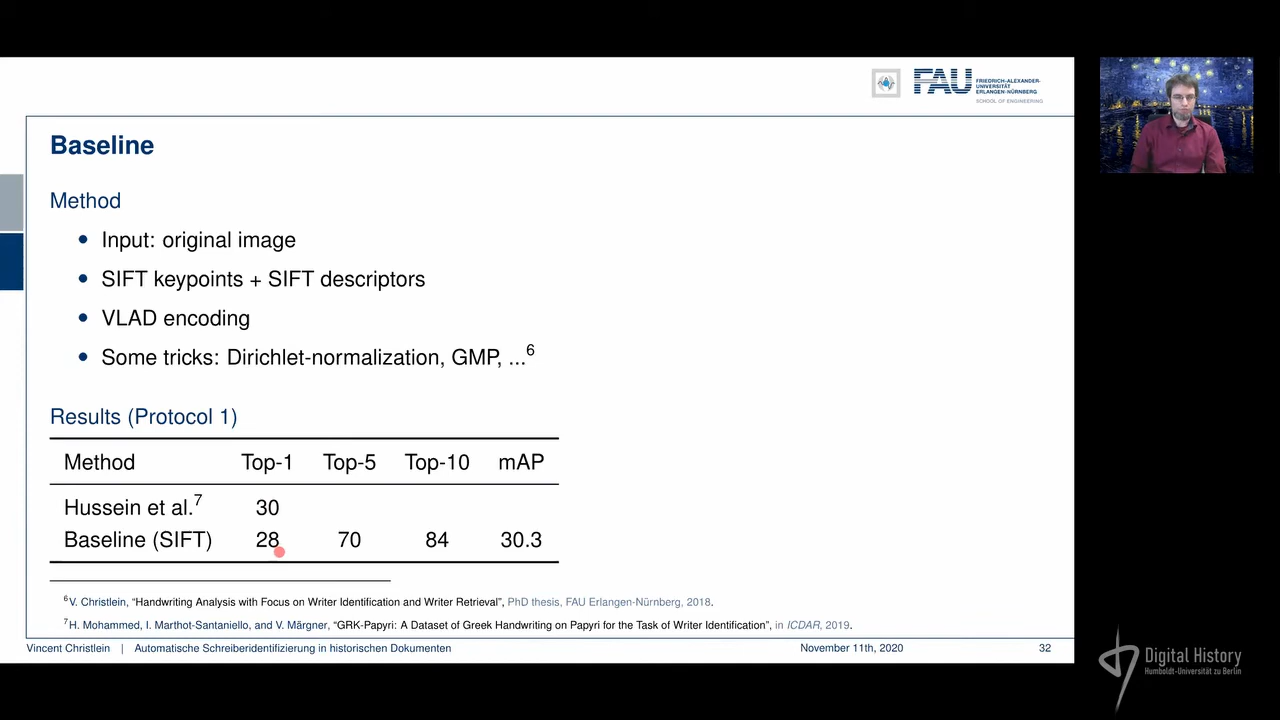 FAU
FRIEDRICH-ALEXANDER-
UNIVERSITÄT
ERLANGEN-NÜRNBERG
SCHOOL OF ENGINEERING
Baseline
Method
• Input: original image
• SIFT keypoints + SIFT descriptors
• VLAD encoding
• Some tricks: Dirichlet-normalization, GMP, ...6
Results (Protocol 1)
Method Top-1 Top-5 Top-10 mAP
Hussein et al.7 30
Baseline (SIFT) 28 70 84 30.3
6V. Christlein, “Handwriting Analysis with Focus on Writer Identification and Writer Retrieval”, PhD thesis, FAU Erlangen-Nürnberg, 2018.
7H. Mohammed, I. Marthot-Santaniello, and V. Märgner, “GRK-Papyri: A Dataset of Greek Handwriting on Papyri for the Task of Writer Identification”, in ICDAR, 2019.
Vincent Christlein | Automatische Schreiberidentifizierung in historischen Dokumenten November 11th, 2020 32
Digital History
Humboldt-Universität zu Berlin